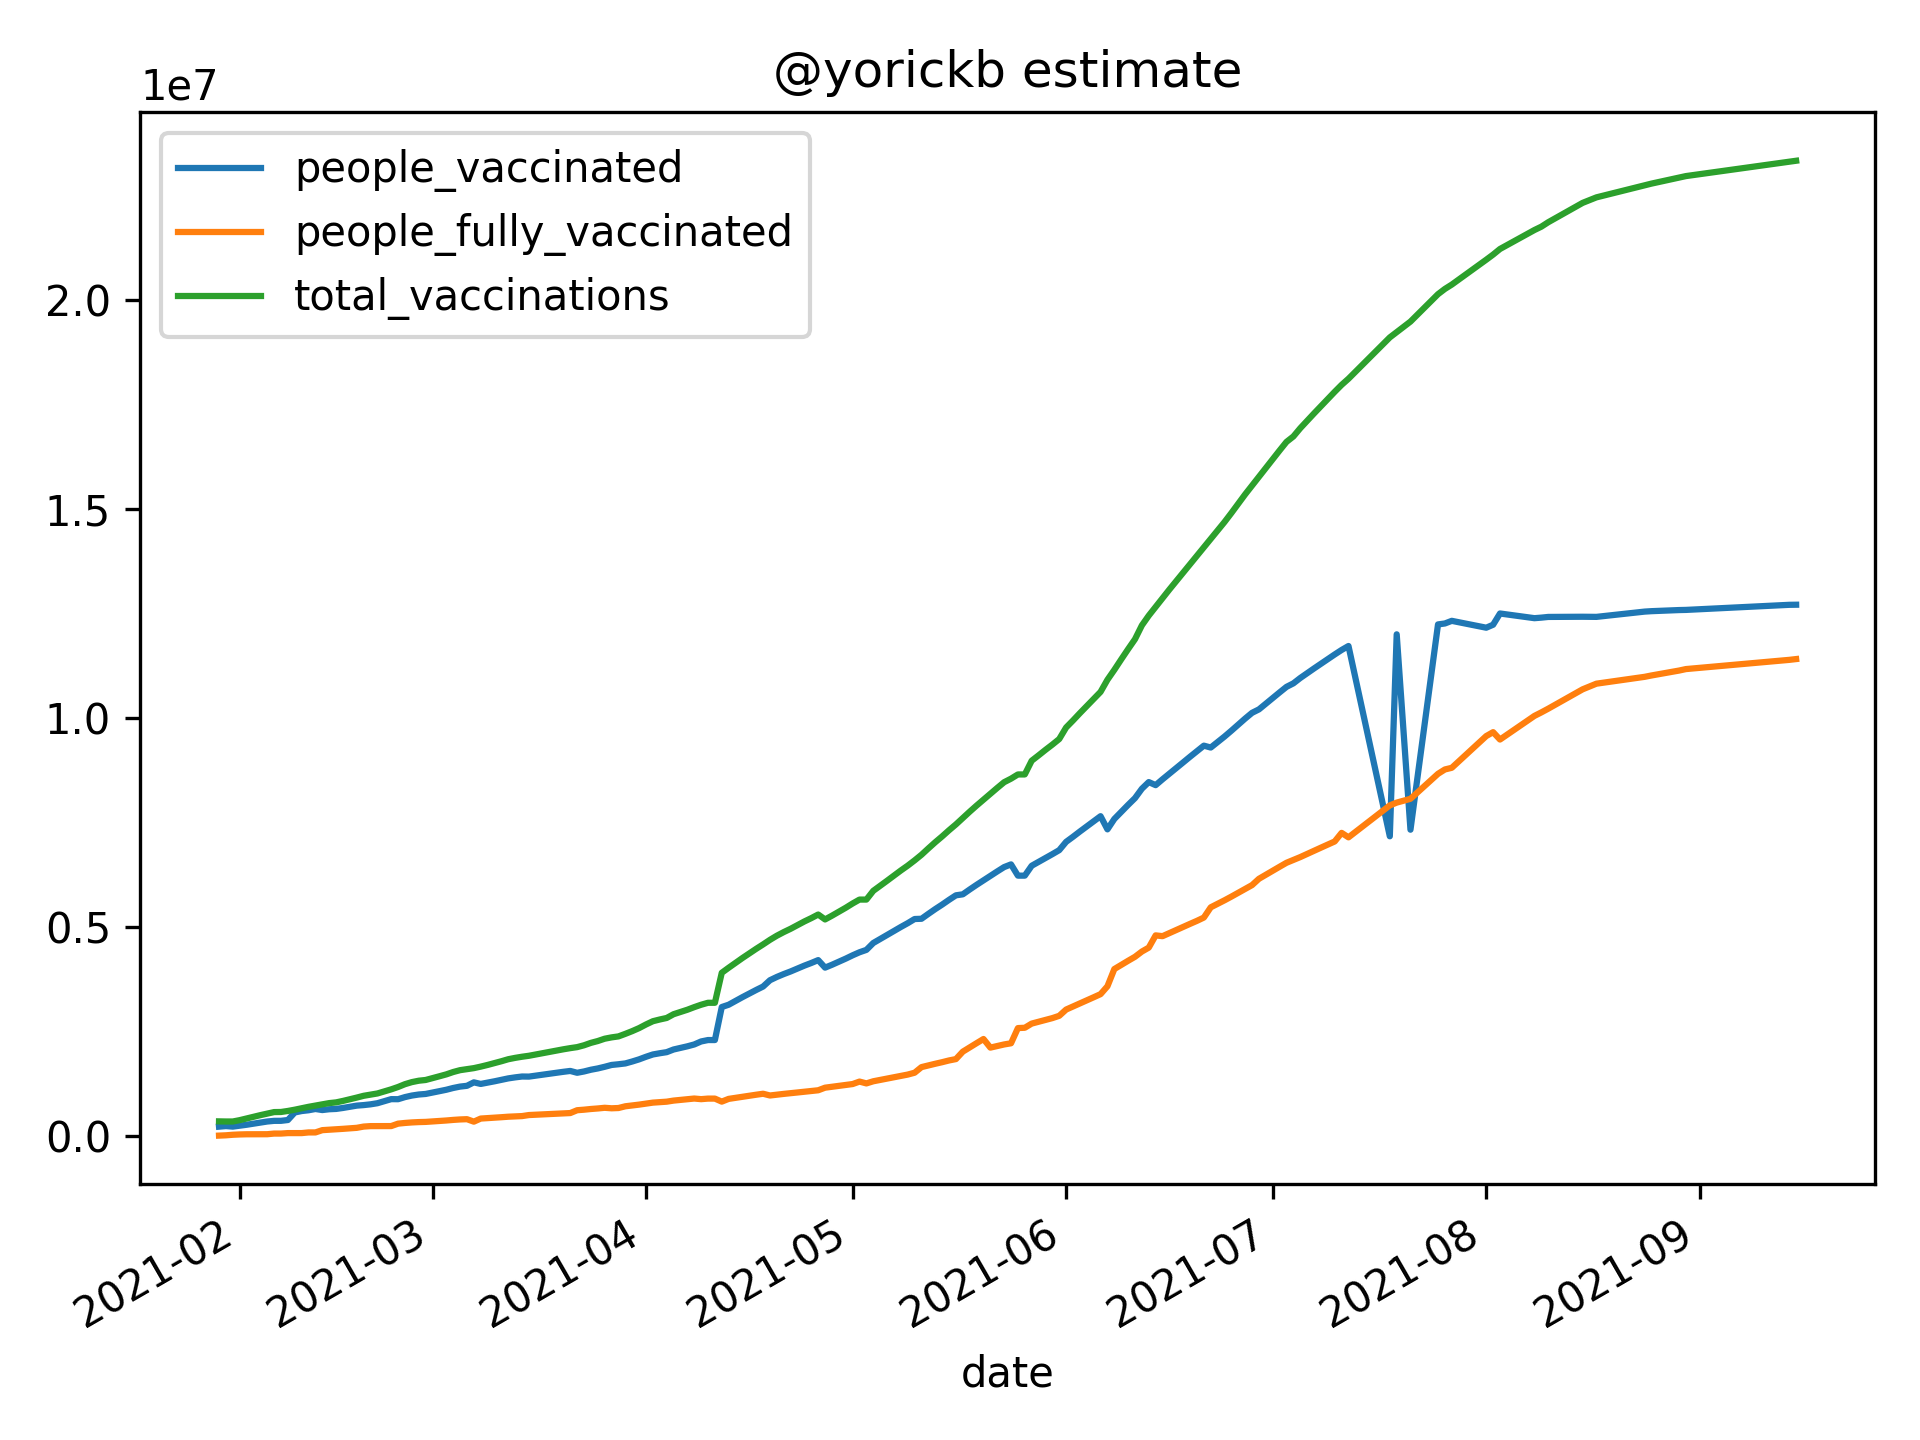 @yorickb estimate
1e7
people_vaccinated
people_fully_vaccinated
total_vaccinations
2.0
1.5
1.0
0.5
0.0
2021-02
2021-03
2021-04
2021-05
2021-06
2021-07
2021-08
2021-09
date